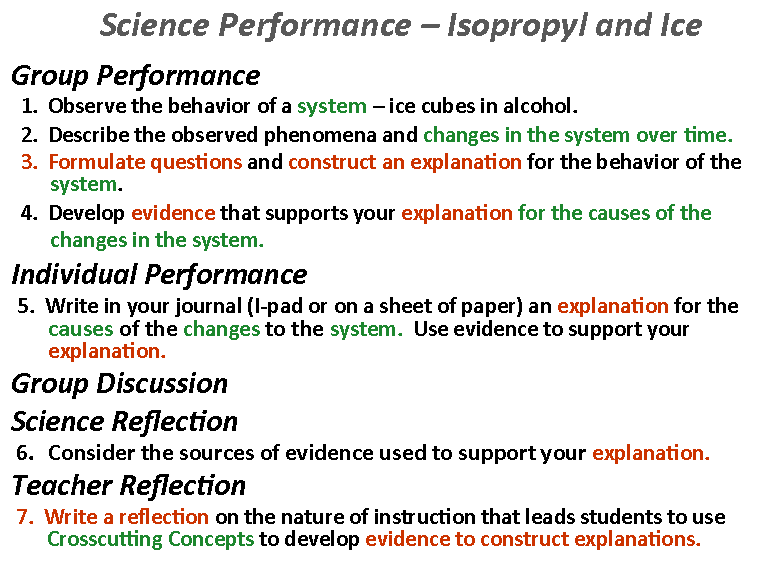 Science Performance – Isopropyl and Ice
Group Performance
1. Observe the behavior of a system – ice cubes in alcohol.
2. Describe the observed phenomena and changes in the system over time.
3. Formulate questions and construct an explanation for the behavior of the
system.
4. Develop evidence that supports your explanation for the causes of the
changes in the system.
Individual Performance
5. Write in your journal (I-pad or on a sheet of paper) an explanation for the
causes of the changes to the system. Use evidence to support your
explanation.
Group Discussion
Science Reflection
6. Consider the sources of evidence used to support your explanation.
Teacher Reflection
7. Write a reflection on the nature of instruction that leads students to use
Crosscutting Concepts to develop evidence to construct explanations.